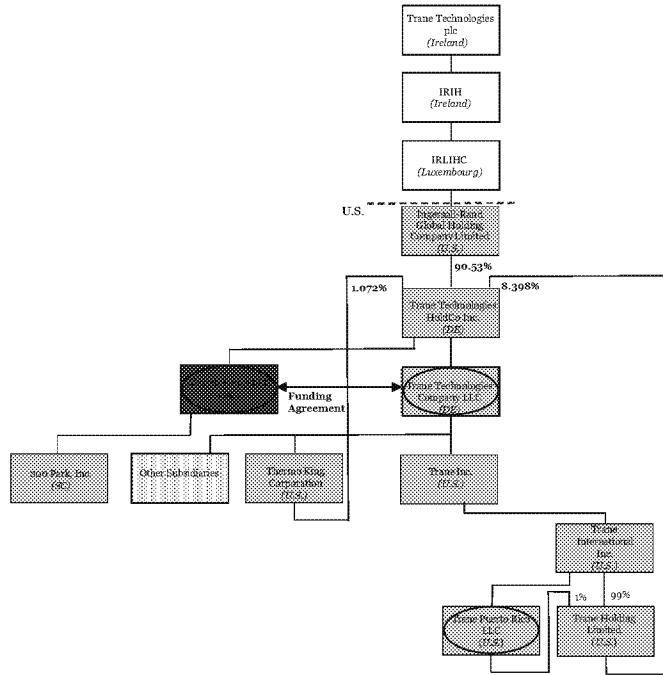 Trane Technologies
plc
(Ireland)
IRIH
(Ireland)
IRLIHC
(Luxembourg)
U.S.
Ingersoll-Rand
Global Holding
Company Limited
(U.S.)
90.53%
1.072%
8.398%
Trane Technologies
HoldCo Inc.
(DE)
Funding
Agreement
Trane Technologies
Company LLC
(DE)
200 Park, Inc.
(SC)
Other Subsidiaries
Thermo King
Corporation
(U.S.)
Trane Inc.
(U.S.)
Trane
International
Inc.
(U.S.)
1%
99%
Trane Puerto Rico
LLC
(U.S.)
Trane Holding
Limited
(U.S.)